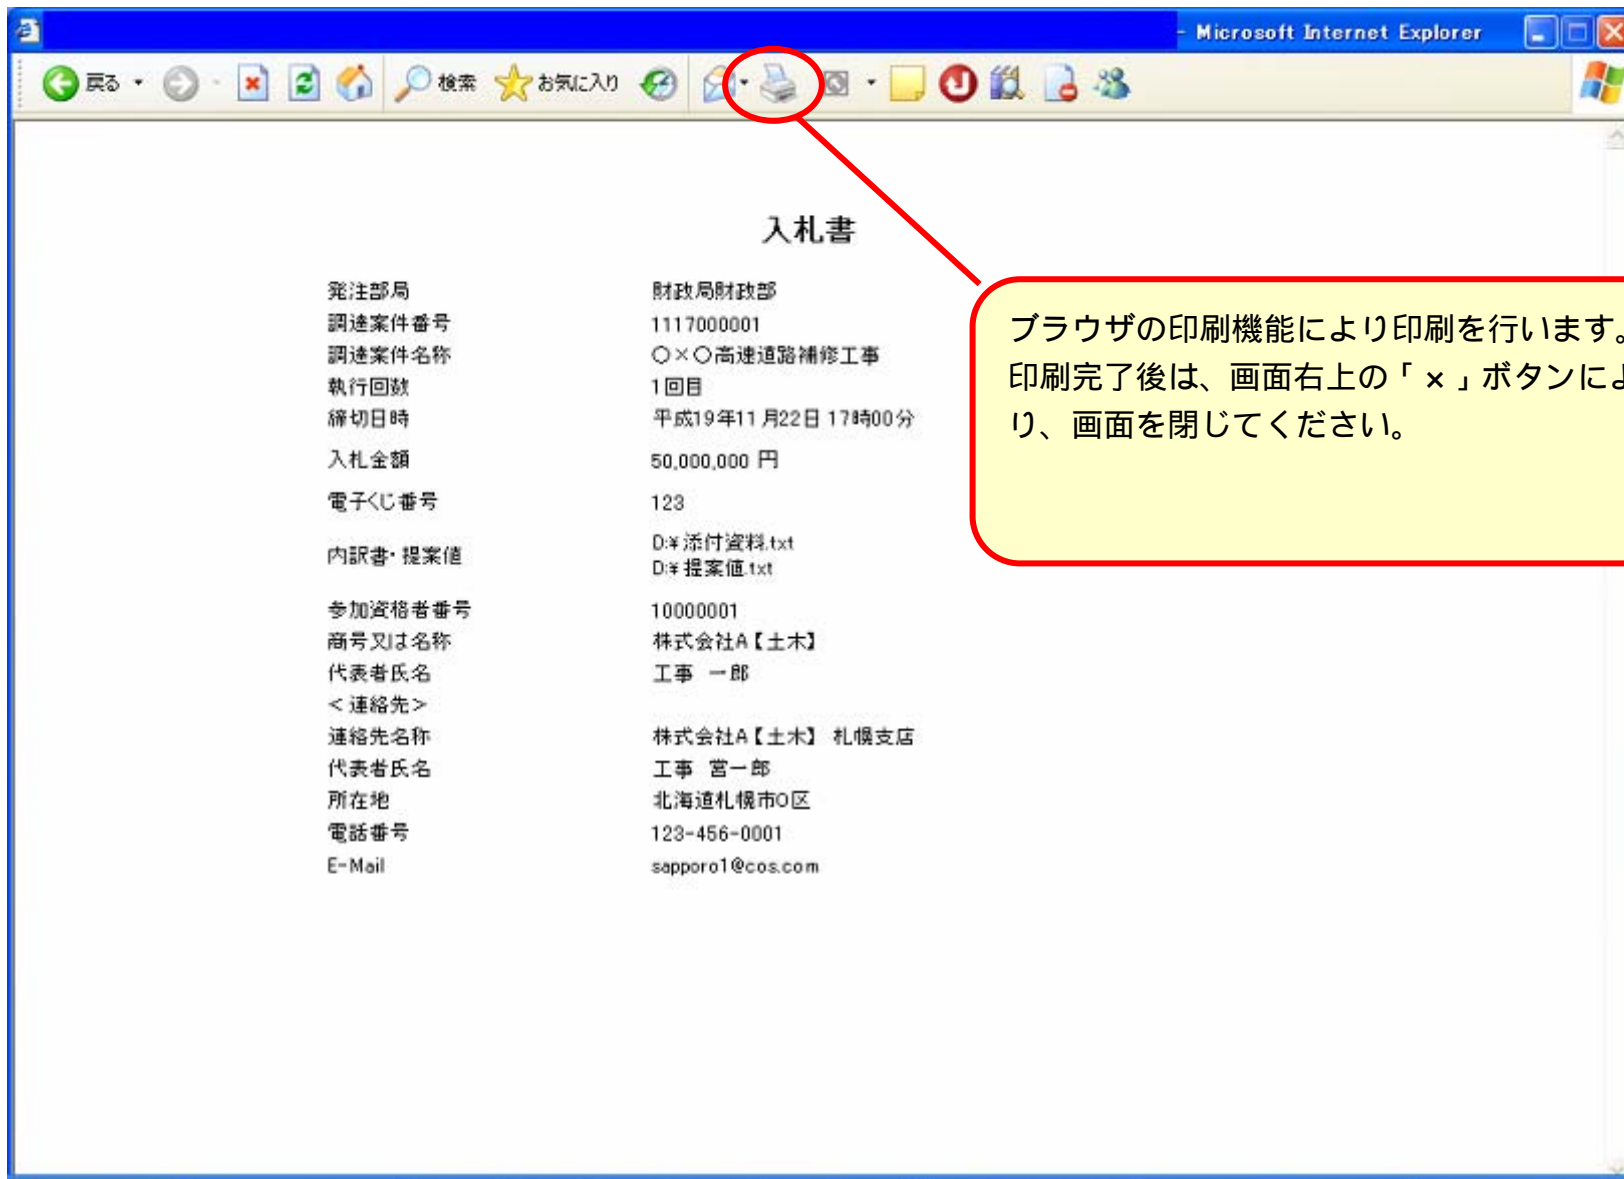 - Microsoft Internet Explorer
戻る 検索 お気に入り
入札書
発注部局 財政局財政部
調達案件番号 1117000001
調達案件名称 〇×〇高速道路補修工事
執行回数 1回目
締切日時 平成19年11月22日 17時00分
入札金額 50,000,000 円
電子くじ番号 123
内訳書・提案値 D:¥添付資料.txt
D:¥提案値.txt
参加資格者番号 10000001
商号又は名称 株式会社A【土木】
代表者氏名 工事 一郎
＜連絡先＞
連絡先名称 株式会社A【土木】 札幌支店
代表者氏名 工事 営一郎
所在地 北海道札幌市O区
電話番号 123-456-0001
E-Mail sapporo1@cos.com
ブラウザの印刷機能により印刷を行います。
印刷完了後は、画面右上の「×」ボタンによ
り、画面を閉じてください。